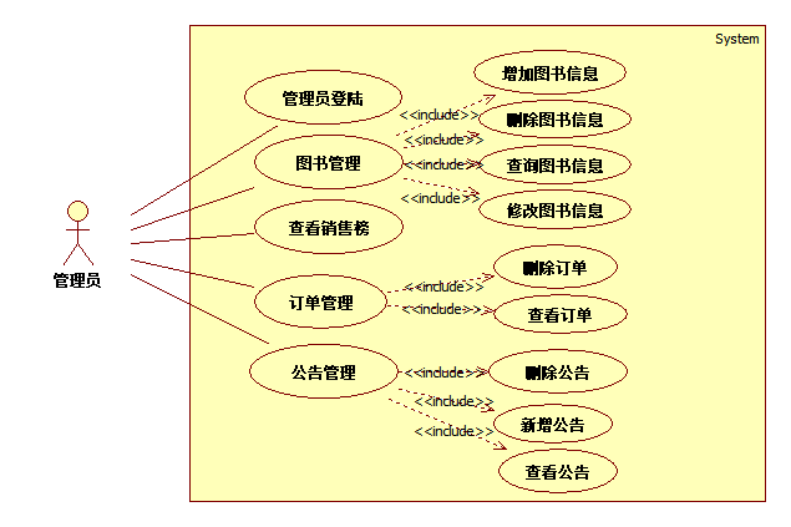 System
增加图书信息
管理员登陆
<<include>>
删除图书信息
<<include>>
图书管理
<<include>>
查询图书信息
<<include>>
修改图书信息
查看销售榜
管理员
删除订单
<<include>>
订单管理
<<include>>
查看订单
公告管理
<<include>>
删除公告
<<include>>
新增公告
<<include>>
查看公告